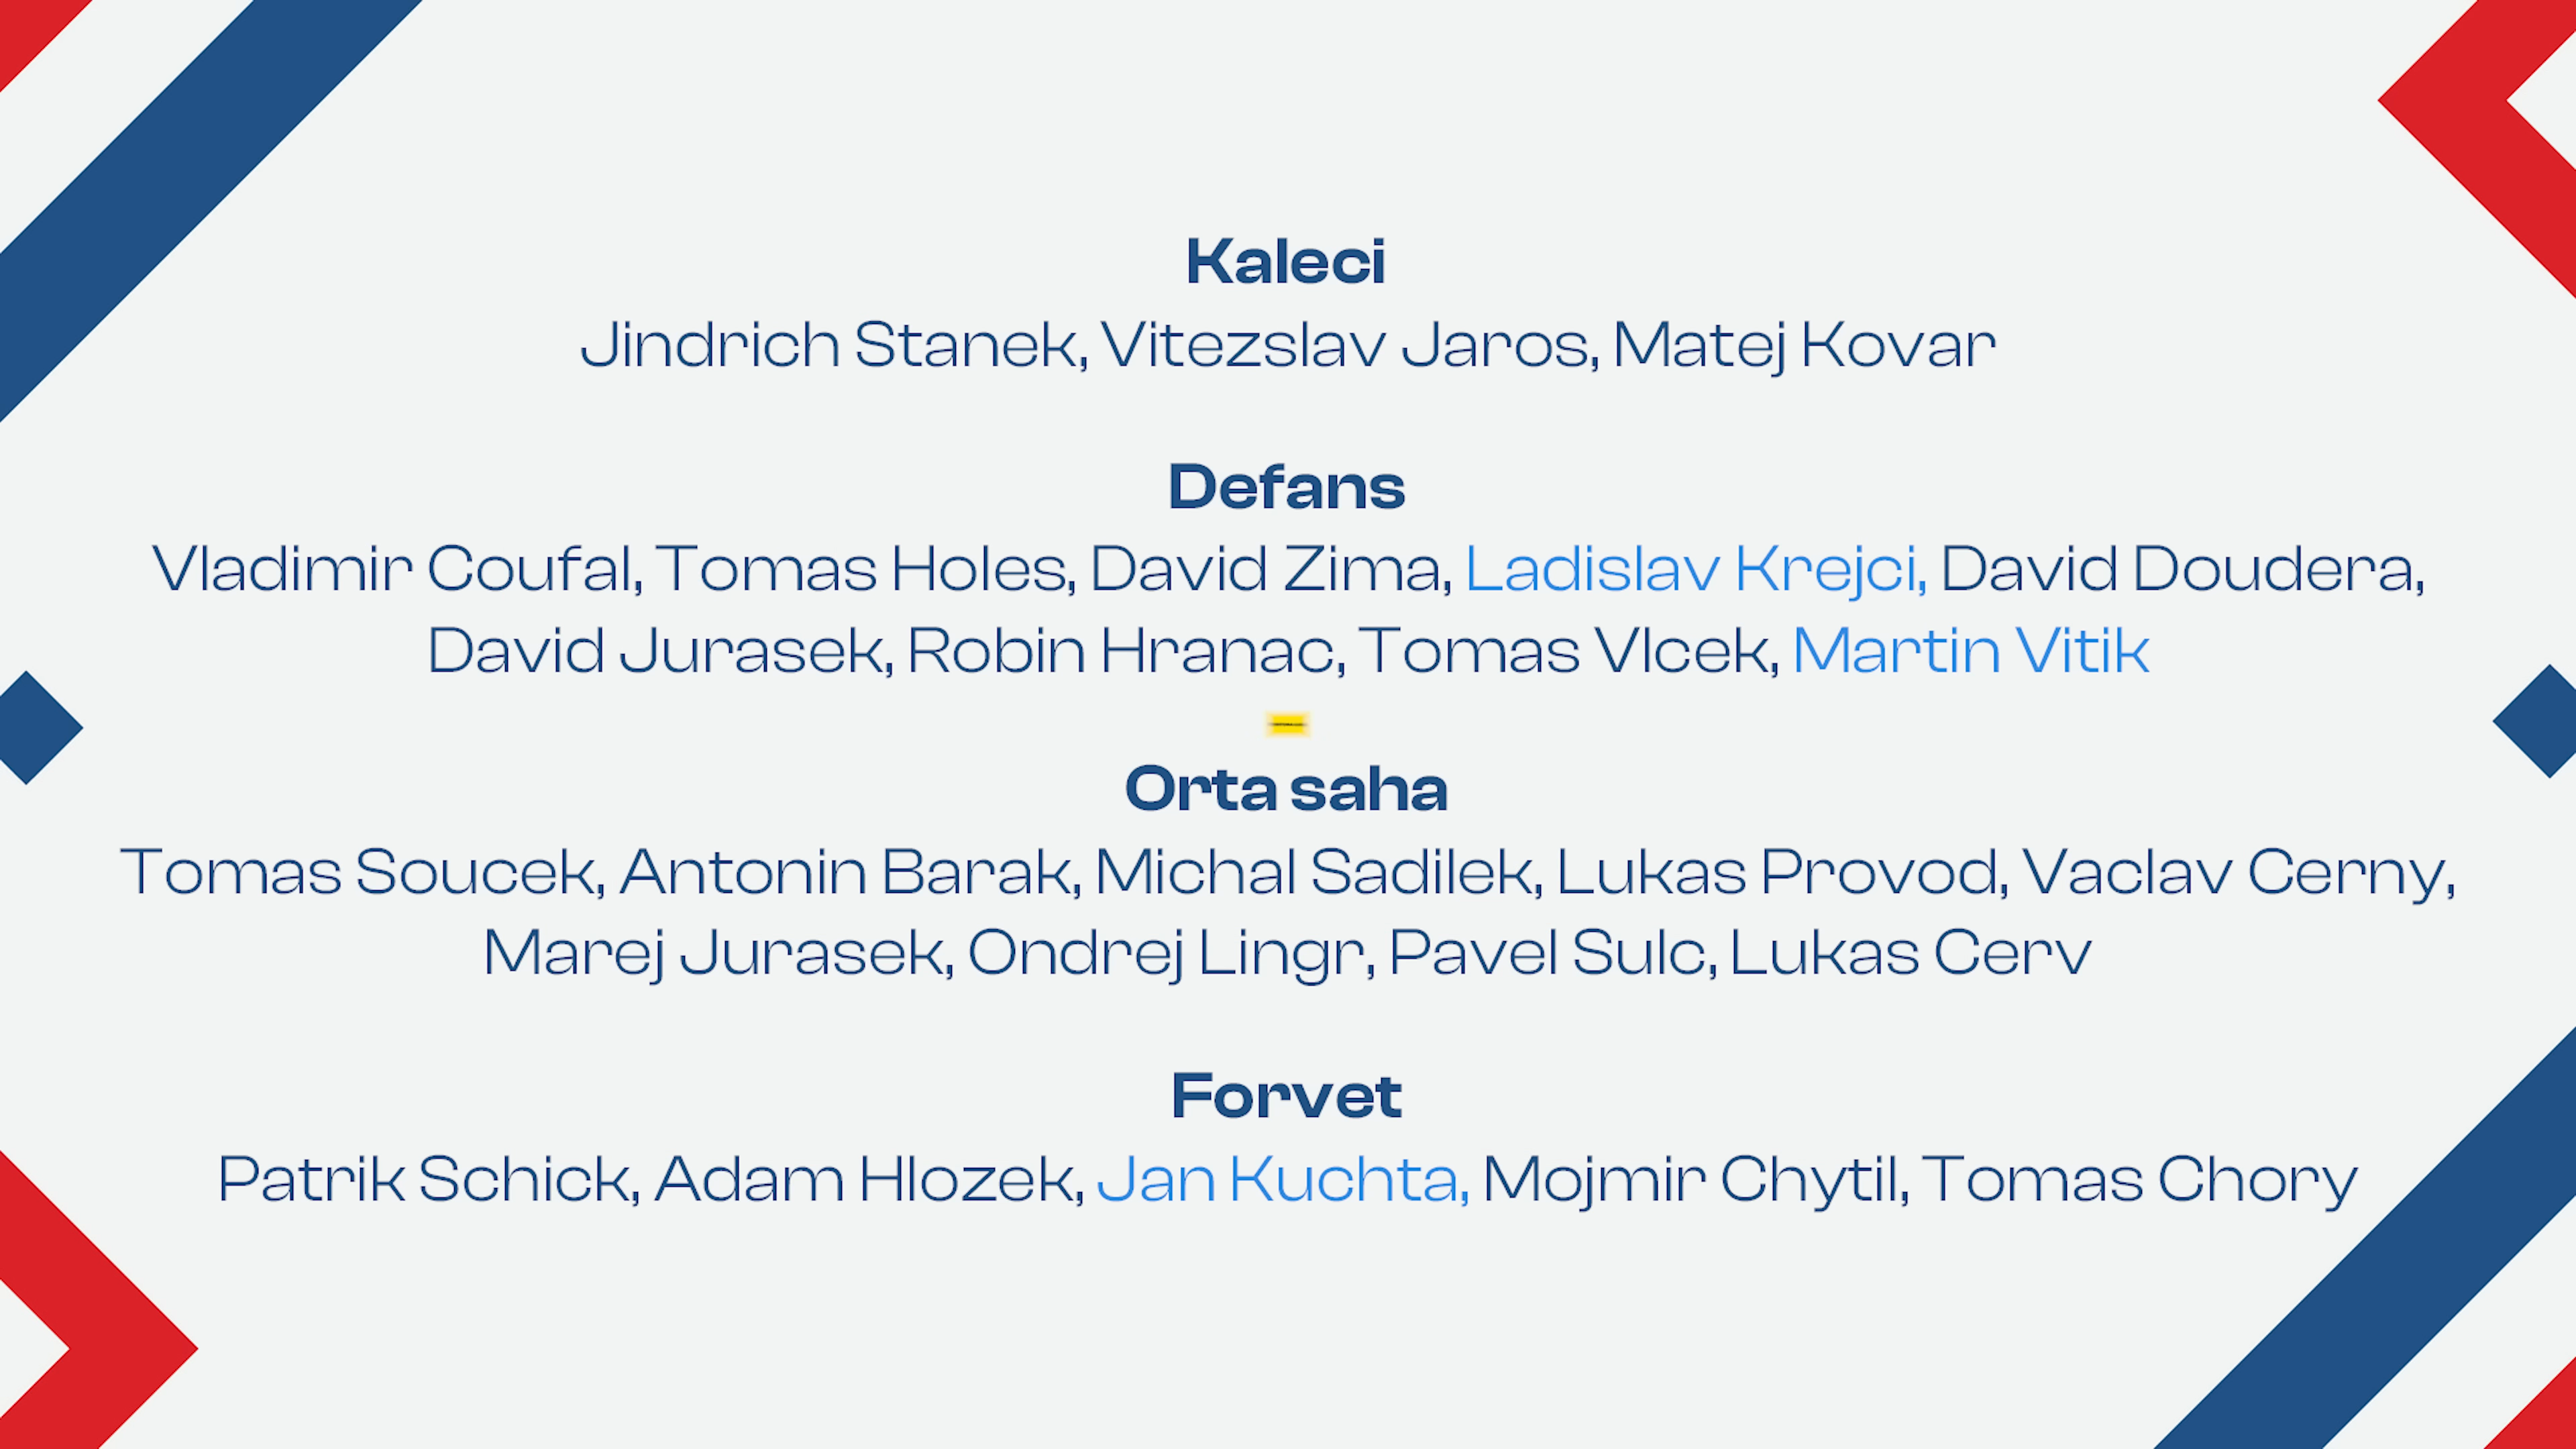 Kaleci
Jindrich Stanek, Vitezslav Jaros, Matej Kovar
Defans
Vladimir Coufal, Tomas Holes, David Zima, Ladislav Krejci, David Doudera,
David Jurasek, Robin Hranac, Tomas Vlcek, Martin Vitik
Orta saha
Tomas Soucek, Antonin Barak, Michal Sadilek, Lukas Provod, Vaclav Cerny,
Marej Jurasek, Ondrej Lingr, Pavel Sulc, Lukas Cerv
Forvet
Patrik Schick, Adam Hlozek, Jan Kuchta, Mojmir Chytil, Tomas Chory